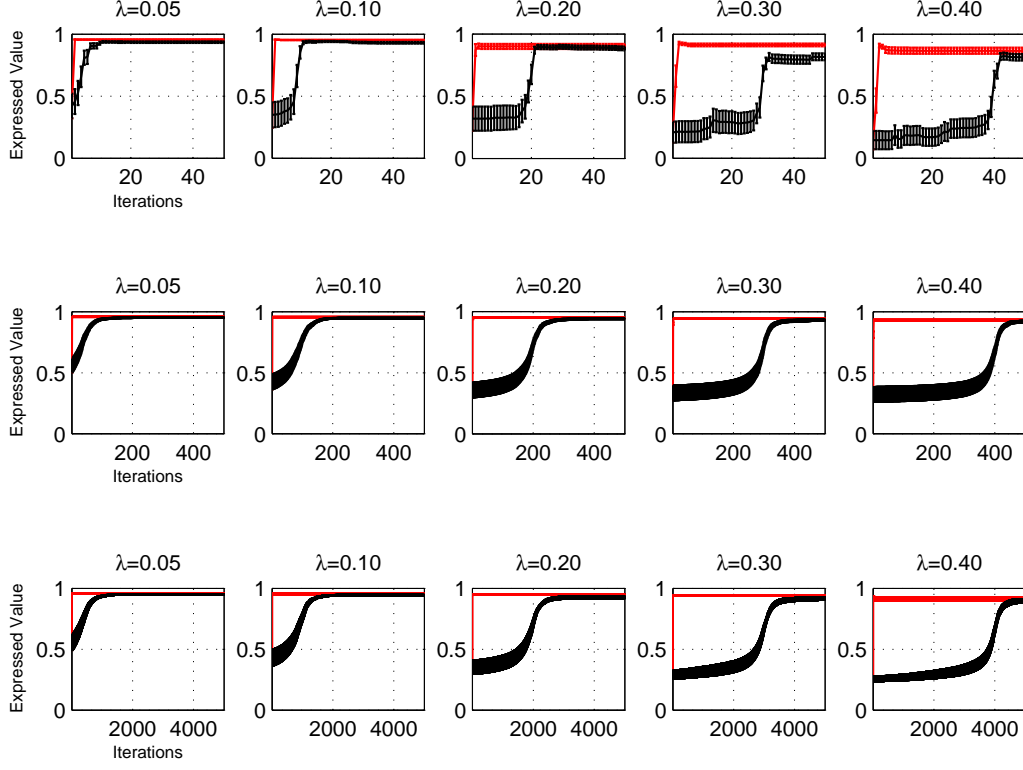 λ=0.05 λ=0.10 λ=0.20 λ=0.30 λ=0.40
Expressed Value
1 1 1 1 1
0.5 0.5 0.5 0.5 0.5
0 0 0 0 0
20 40 20 40 20 40 20 40 20 40
Iterations
λ=0.05 λ=0.10 λ=0.20 λ=0.30 λ=0.40
Expressed Value
1 1 1 1 1
0.5 0.5 0.5 0.5 0.5
0 0 0 0 0
200 400 200 400 200 400 200 400 200 400
Iterations
λ=0.05 λ=0.10 λ=0.20 λ=0.30 λ=0.40
Expressed Value
1 1 1 1 1
0.5 0.5 0.5 0.5 0.5
0 0 0 0 0
2000 4000 2000 4000 2000 4000 2000 4000 2000 4000
Iterations